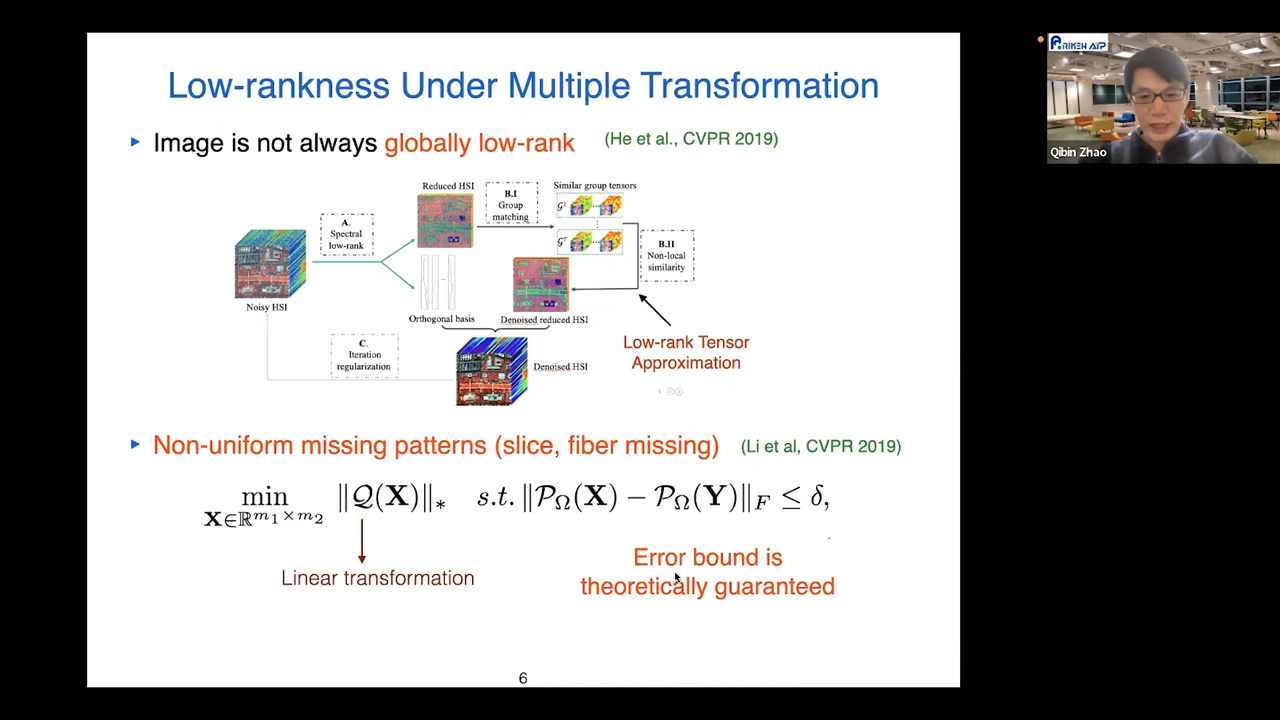 Low-rankness Under Multiple Transformation
Image is not always globally low-rank (He et al., CVPR 2019)
Reduced HSI
Similar group tensors
A.
Spectral
low-rank
B.I
Group
matching
B.II
Non-local
similarity
Noisy HSI
Orthogonal basis
Denoised reduced HSI
C.
Iteration
regularization
Denoised HSI
Low-rank Tensor
Approximation
Non-uniform missing patterns (slice, fiber missing) (Li et al, CVPR 2019)
min ‖𝒬(𝐗)‖∗ s.t. ‖𝒫Ω(𝐗) − 𝒫Ω(𝐘)‖F ≤ δ,
𝐗∈ℝ^{m₁×m₂}
Linear transformation
Error bound is
theoretically guaranteed
6
RIKEN AIP
Qibin Zhao